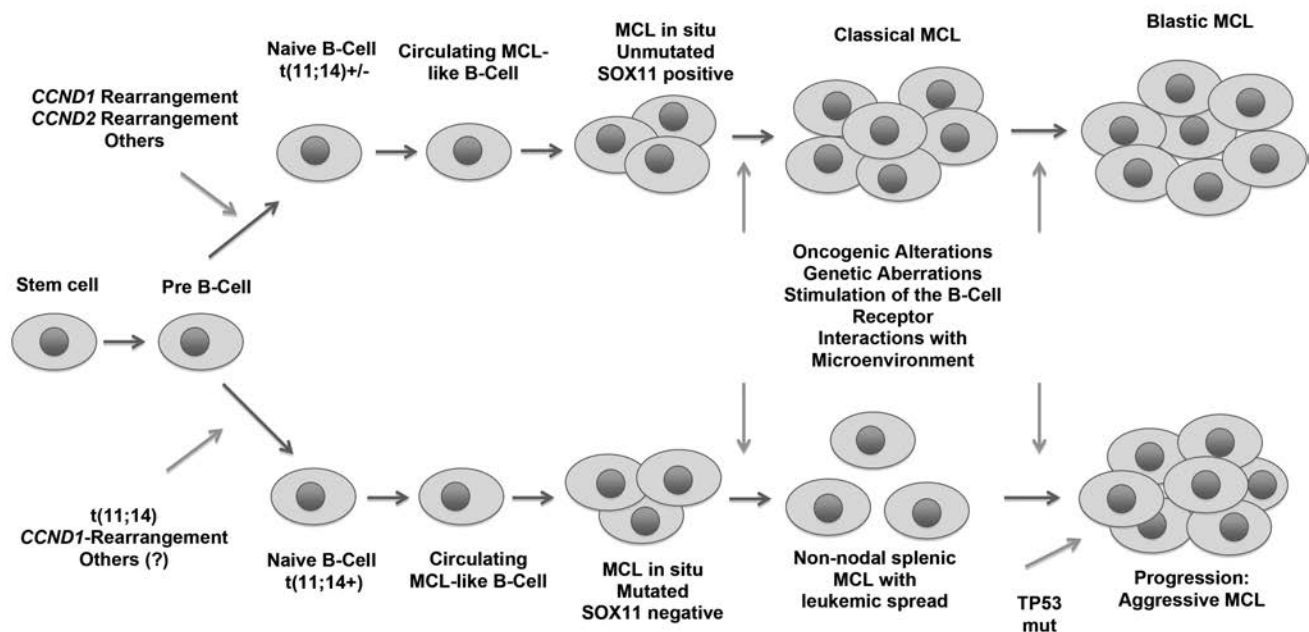 Naive B-Cell
t(11;14)+/-
Circulating MCL-
like B-Cell
MCL in situ
Unmutated
SOX11 positive
Classical MCL
Blastic MCL
CCND1 Rearrangement
CCND2 Rearrangement
Others
Stem cell
Pre B-Cell
Oncogenic Alterations
Genetic Aberrations
Stimulation of the B-Cell
Receptor
Interactions with
Microenvironment
t(11;14)
CCND1-Rearrangement
Others (?)
Naive B-Cell
t(11;14+)
Circulating
MCL-like B-Cell
MCL in situ
Mutated
SOX11 negative
Non-nodal splenic
MCL with
leukemic spread
TP53
mut
Progression:
Aggressive MCL